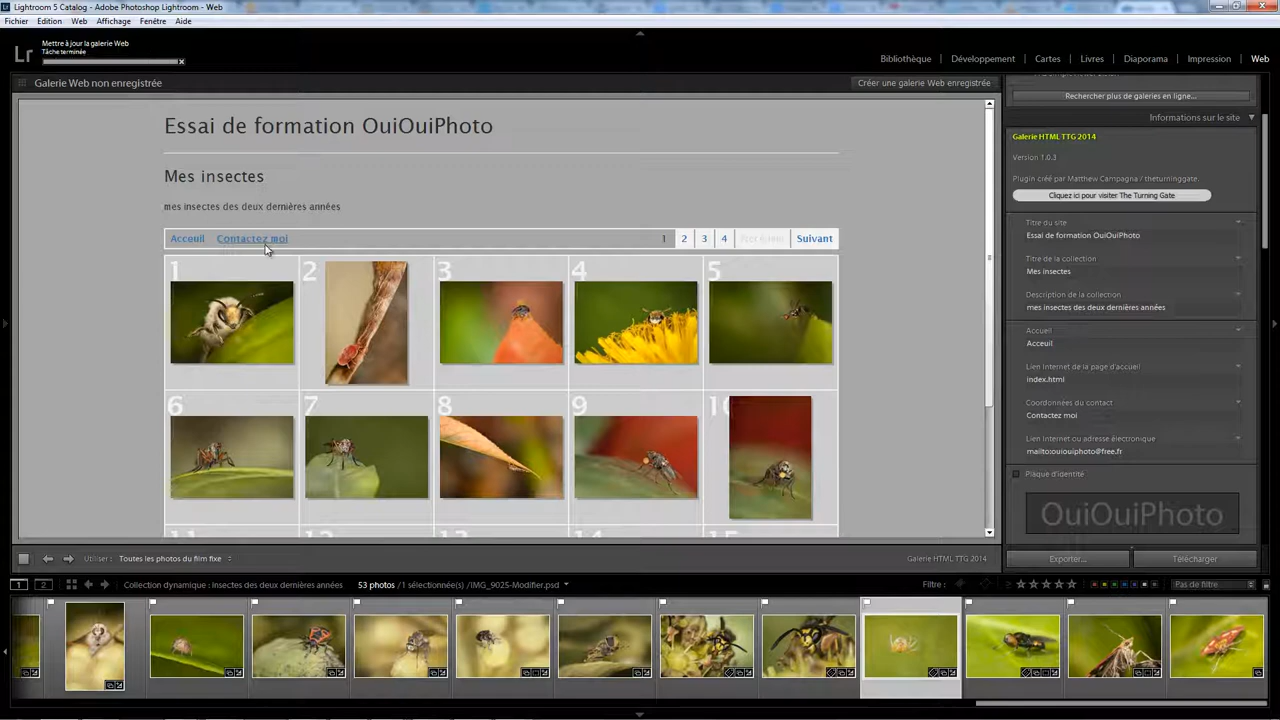 Lightroom 5 Catalog - Adobe Photoshop Lightroom - Web
Fichier Edition Web Affichage Fenêtre Aide
Lr
Mettre à jour la galerie Web
Tâche terminée
Bibliothèque Développement Cartes Livres Diaporama Impression Web
Galerie Web non enregistrée
Créer une galerie Web enregistrée
Essai de formation OuiOuiPhoto
Mes insectes
mes insectes des deux dernières années
Acceuil Contactez moi 1 2 3 4 Suivant
1 2 3 4 5
6 7 8 9 10
Rechercher plus de galeries en ligne...
Informations sur le site
Galerie HTML TTG 2014
Version 1.0.3
Plugin créé par Matthew Campagna / theturninggate.
Cliquez ici pour visiter The Turning Gate
Titre du site
Essai de formation OuiOuiPhoto
Titre de la collection
Mes insectes
Description de la collection
mes insectes des deux dernières années
Accueil
Acceuil
Lien Internet de la page d'accueil
index.html
Coordonnées du contact
Contactez moi
Lien Internet ou adresse électronique
mailto:ouiouiphoto@free.fr
Plaque d'identité
OuiOuiPhoto
Exporter... Télécharger
Utiliser : Toutes les photos du film fixe
Galerie HTML TTG 2014
1 2 Collection dynamique : insectes des deux dernières années 53 photos /1 sélectionnée(s) /IMG_9025-Modifier.psd
Filtre : Pas de filtre